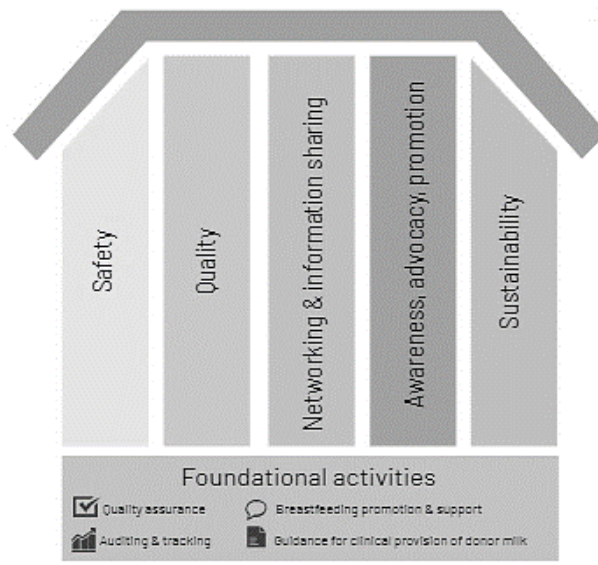 Safety
Quality
Networking & information sharing
Awareness, advocacy, promotion
Sustainability
Foundational activities
Quality assurance
Breastfeeding promotion & support
Auditing & tracking
Guidance for clinical provision of donor milk